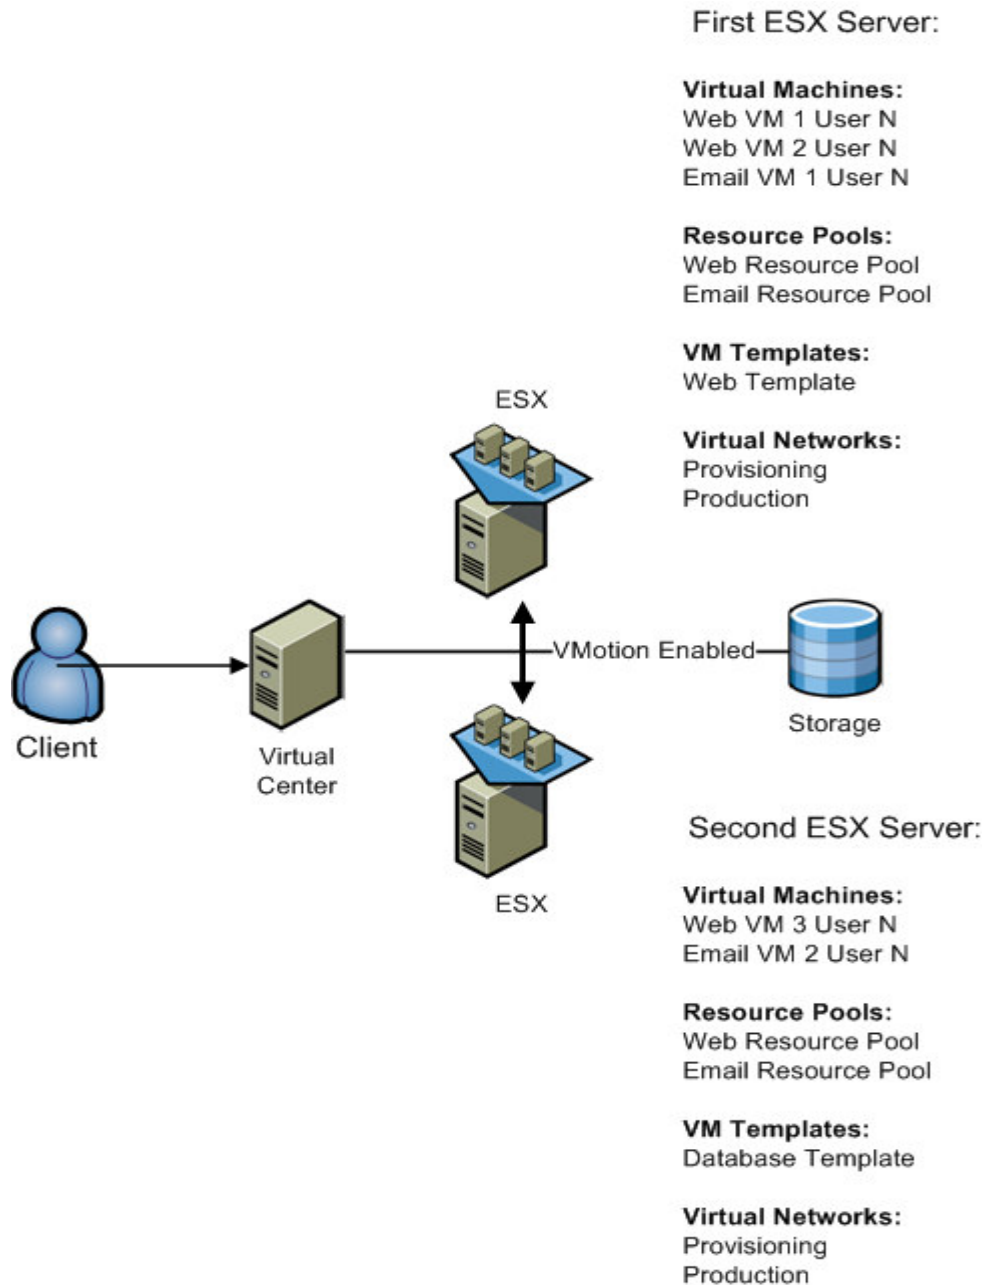 First ESX Server:
Virtual Machines:
Web VM 1 User N
Web VM 2 User N
Email VM 1 User N
Resource Pools:
Web Resource Pool
Email Resource Pool
VM Templates:
Web Template
Virtual Networks:
Provisioning
Production
ESX
VMotion Enabled
Client
Virtual
Center
Storage
ESX
Second ESX Server:
Virtual Machines:
Web VM 3 User N
Email VM 2 User N
Resource Pools:
Web Resource Pool
Email Resource Pool
VM Templates:
Database Template
Virtual Networks:
Provisioning
Production